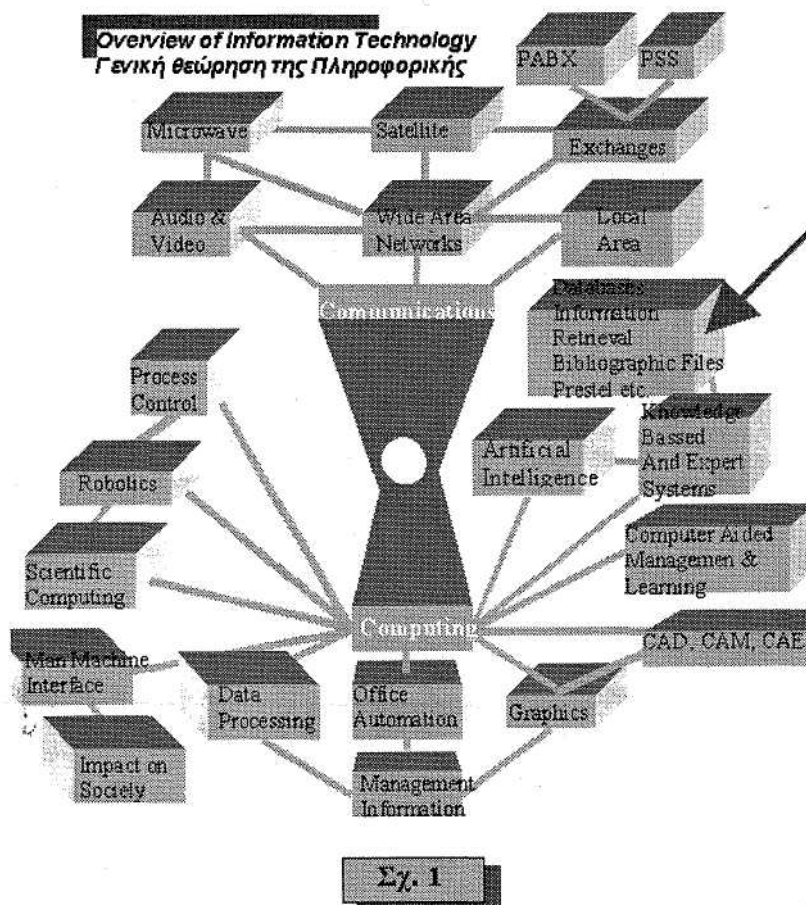 Overview of Information Technology
Γενική θεώρηση της Πληροφορικής
PABX
PSS
Microwave
Satellite
Exchanges
Audio &
Video
Wide Area
Networks
Local
Area
Communications
Databases
Information
Retrieval
Bibliographic Files
Prestel etc.
Process
Control
Knowledge
Bassed
And Expert
Systems
Artificial
Intelligence
Robotics
Computer Aided
Managemen &
Learning
Scientific
Computing
Computing
CAD, CAM, CAE
Man Machine
Interface
Data
Processing
Office
Automation
Graphics
Impact on
Society
Management
Information
Σχ. 1